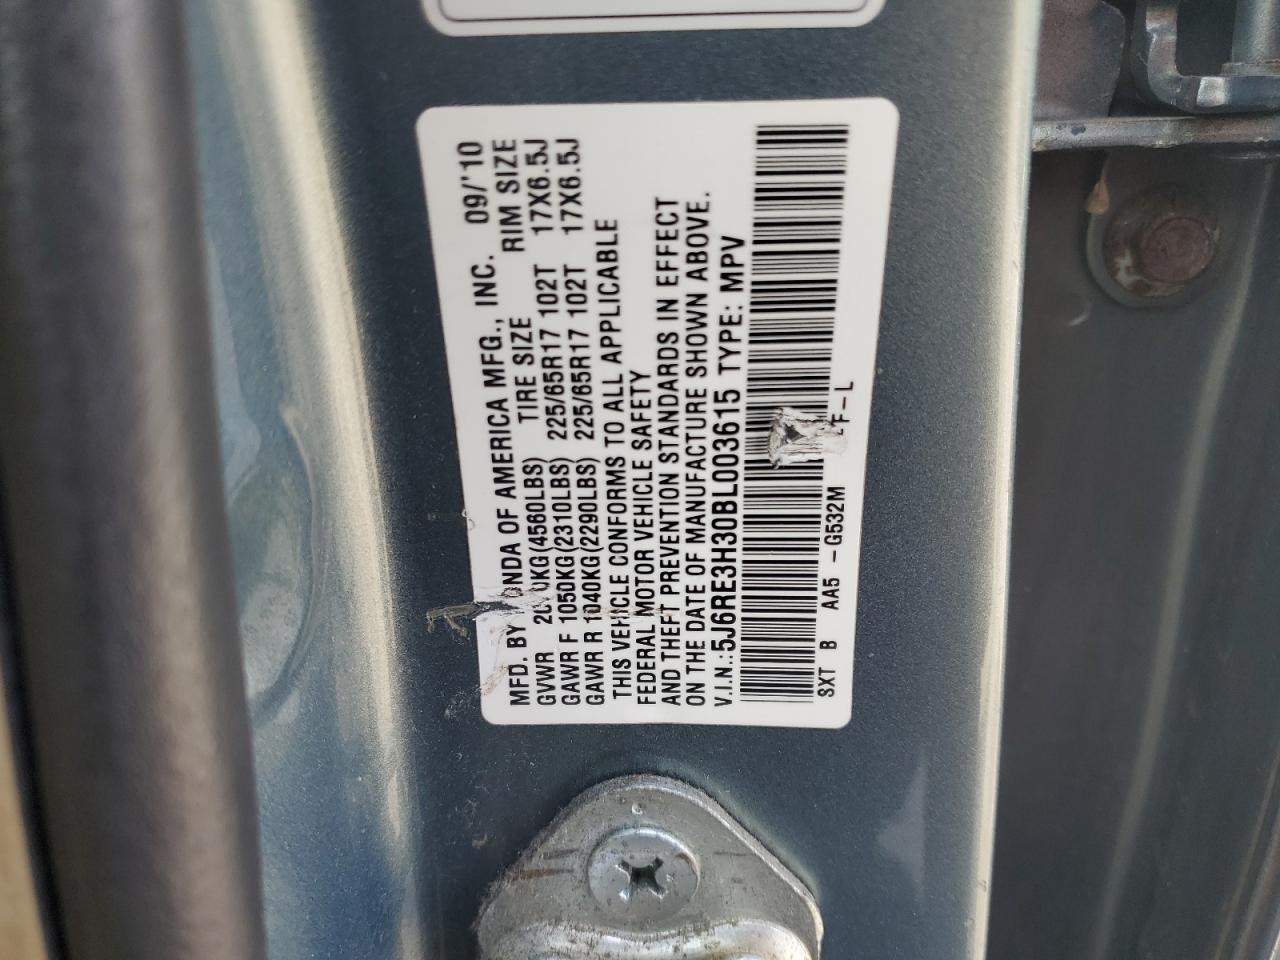 MFD. BY HONDA OF AMERICA MFG., INC. 09/'10
TIRE SIZE RIM SIZE
GVWR (4560LBS)
GAWR F 1050KG(2310LBS) 225/65R17 102T 17X6.5J
GAWR R 1040KG(2290LBS) 225/65R17 102T 17X6.5J
THIS VEHICLE CONFORMS TO ALL APPLICABLE
FEDERAL MOTOR VEHICLE SAFETY
AND THEFT PREVENTION STANDARDS IN EFFECT
ON THE DATE OF MANUFACTURE SHOWN ABOVE.
V.I.N.:5J6RE3H30BL003615 TYPE: MPV
SXT B AA5 -G532M F-L